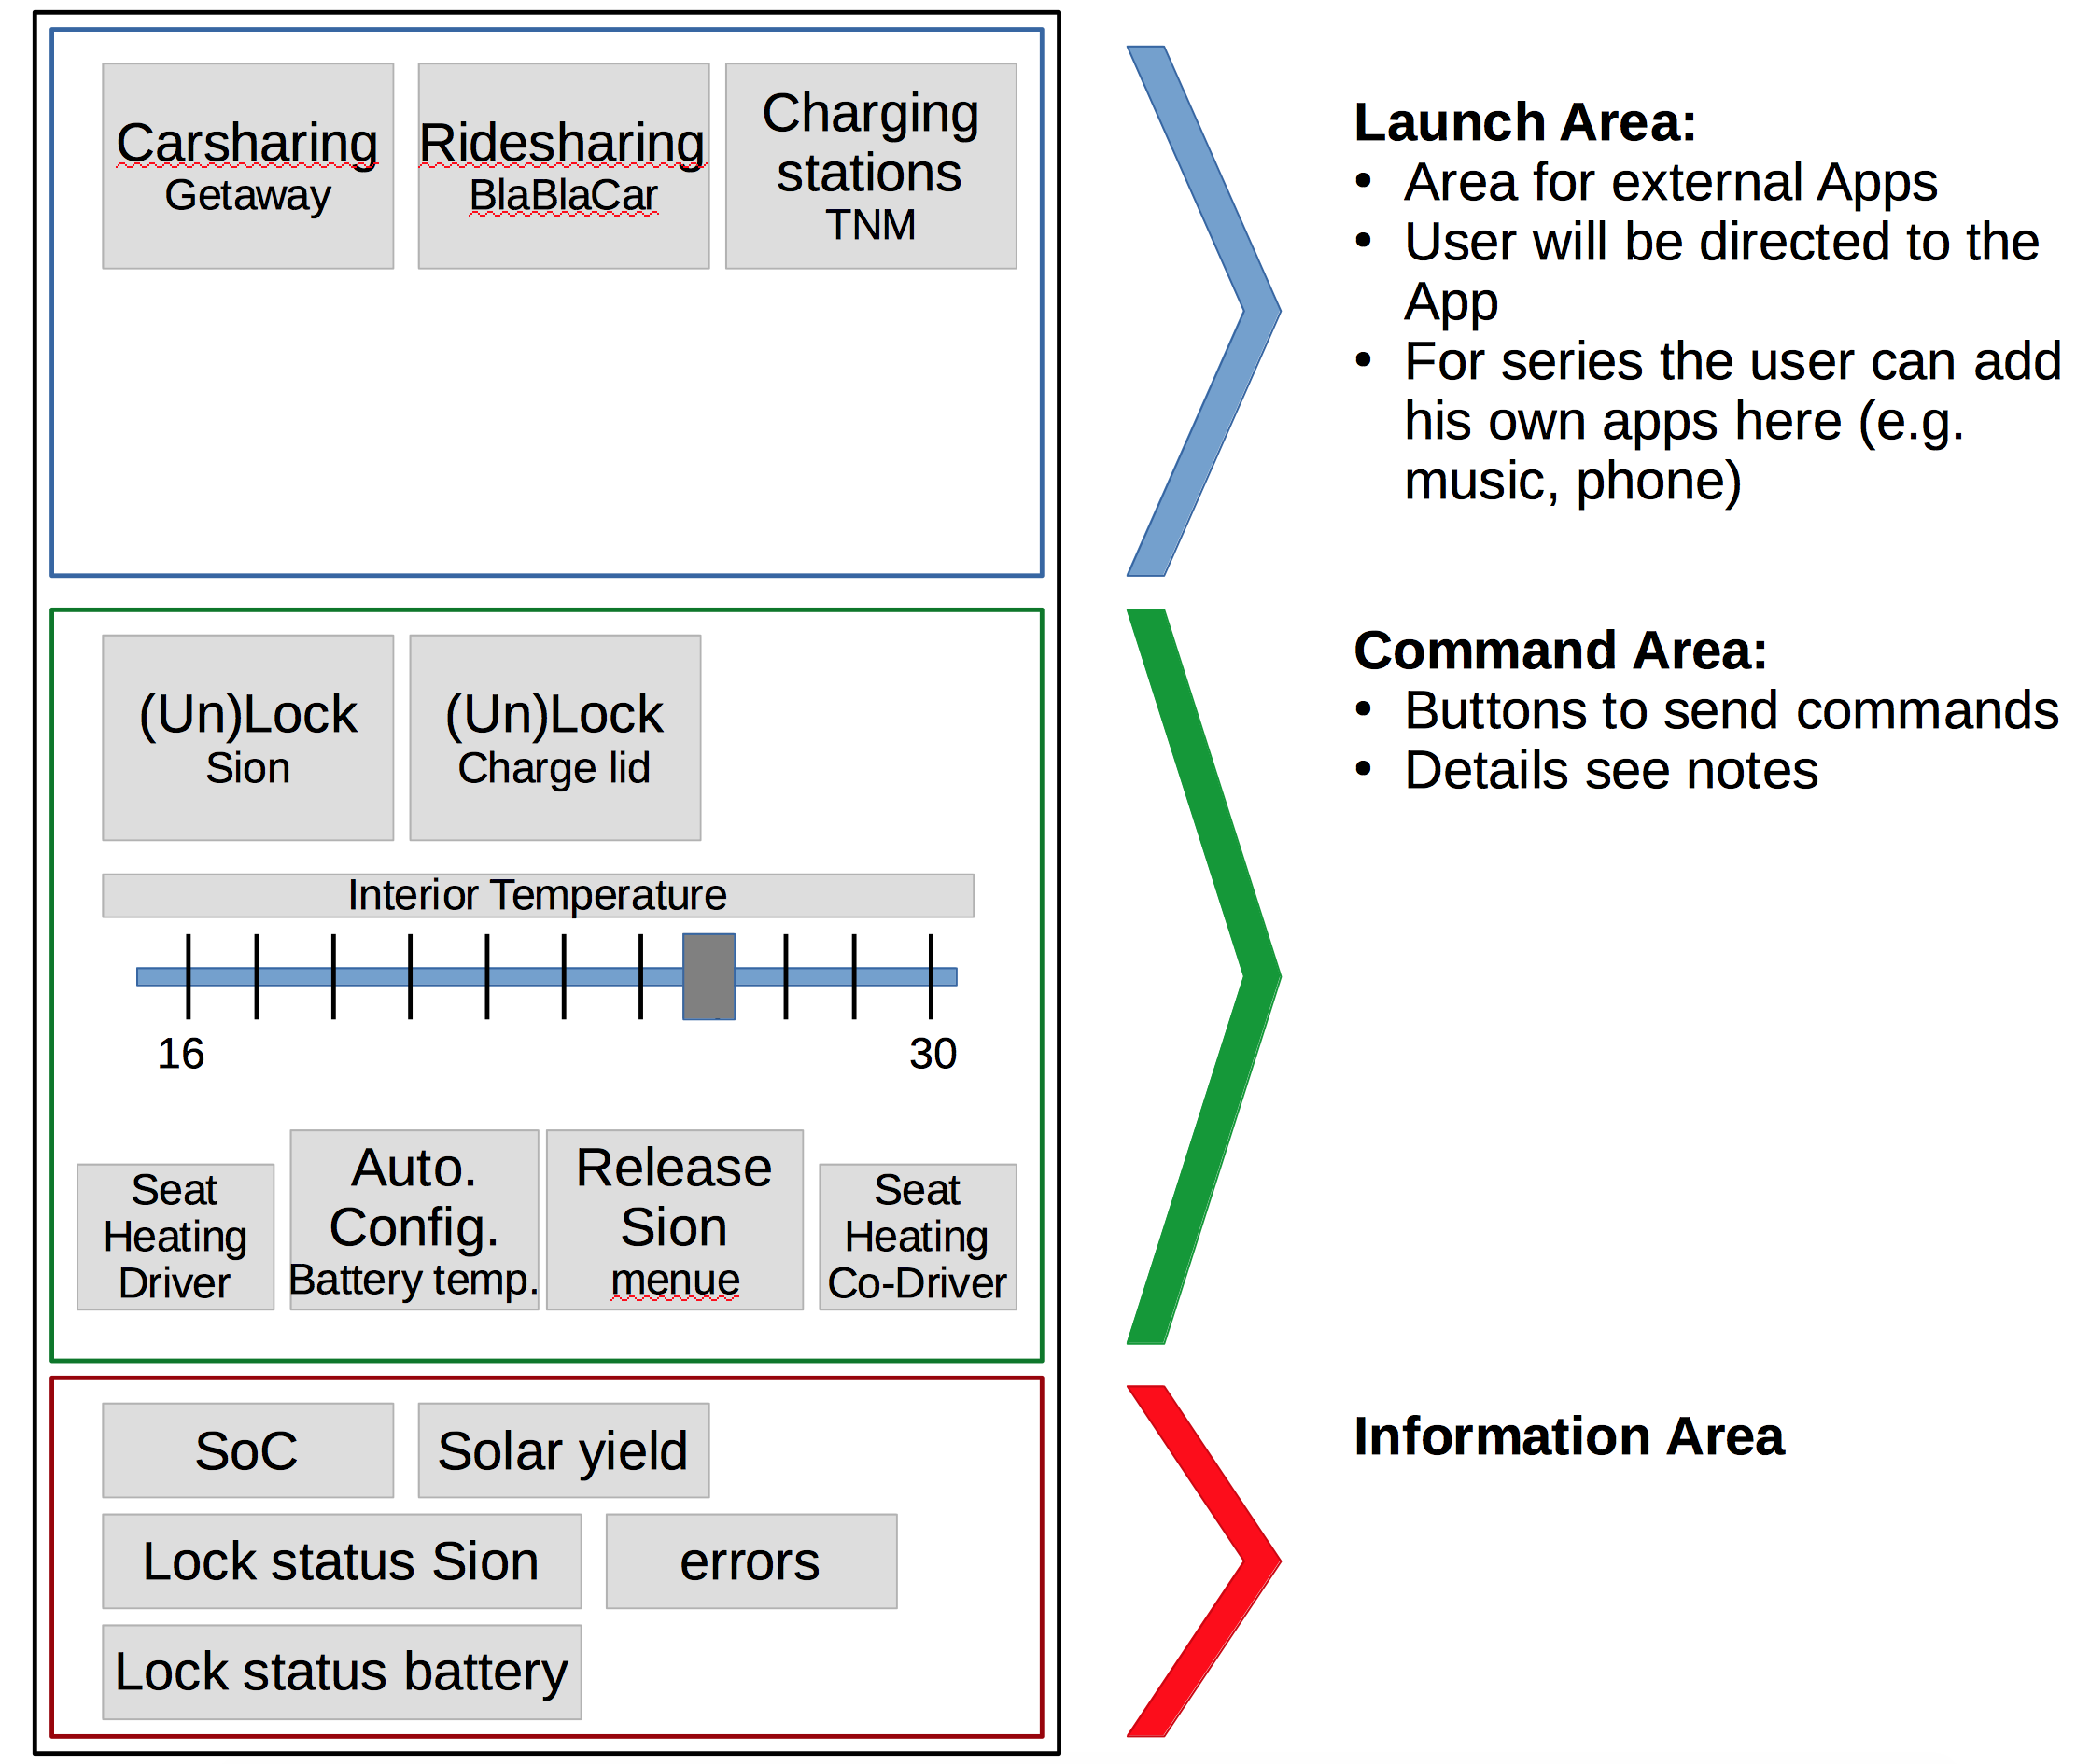 Carsharing
Getaway
Ridesharing
BlaBlaCar
Charging
stations
TNM
Launch Area:
• Area for external Apps
• User will be directed to the
App
• For series the user can add
his own apps here (e.g.
music, phone)
(Un)Lock
Sion
(Un)Lock
Charge lid
Interior Temperature
16
30
Seat
Heating
Driver
Auto.
Config.
Battery temp.
Release
Sion
menue
Seat
Heating
Co-Driver
Command Area:
• Buttons to send commands
• Details see notes
SoC
Solar yield
Lock status Sion
errors
Lock status battery
Information Area